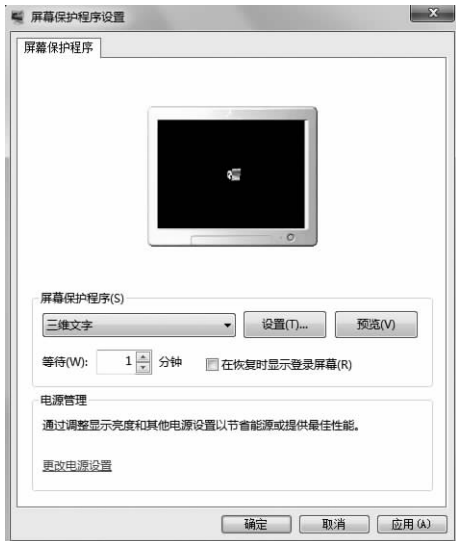 屏幕保护程序设置
屏幕保护程序
屏幕保护程序(S)
三维文字
设置(T)...
预览(V)
等待(W):
1
分钟
在恢复时显示登录屏幕(R)
电源管理
通过调整显示亮度和其他电源设置以节省能源或提供最佳性能。
更改电源设置
确定
取消
应用(A)